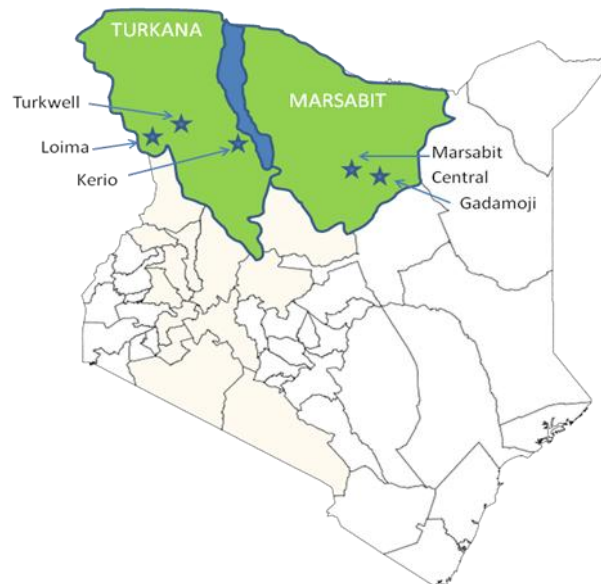 TURKANA
MARSABIT
Turkwell
Loima
Kerio
Marsabit
Central
Gadamoji